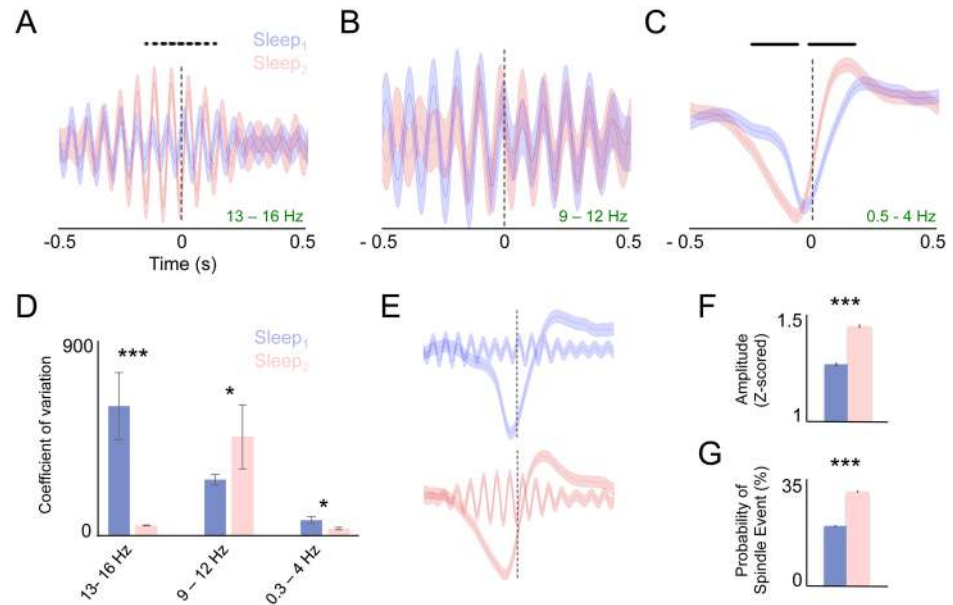 A
Sleep1
Sleep2
13 – 16 Hz
-0.5
0
0.5
Time (s)
B
9 – 12 Hz
- 0.5
0
0.5
C
0.5 - 4 Hz
- 0.5
0
0.5
D
Sleep1
Sleep2
900
***
*
*
Coefficient of variation
0
13- 16 Hz
9 – 12 Hz
0.3 – 4 Hz
E
F
***
1.5
Amplitude
(Z-scored)
1
G
***
35
Probability of
Spindle Event (%)
0